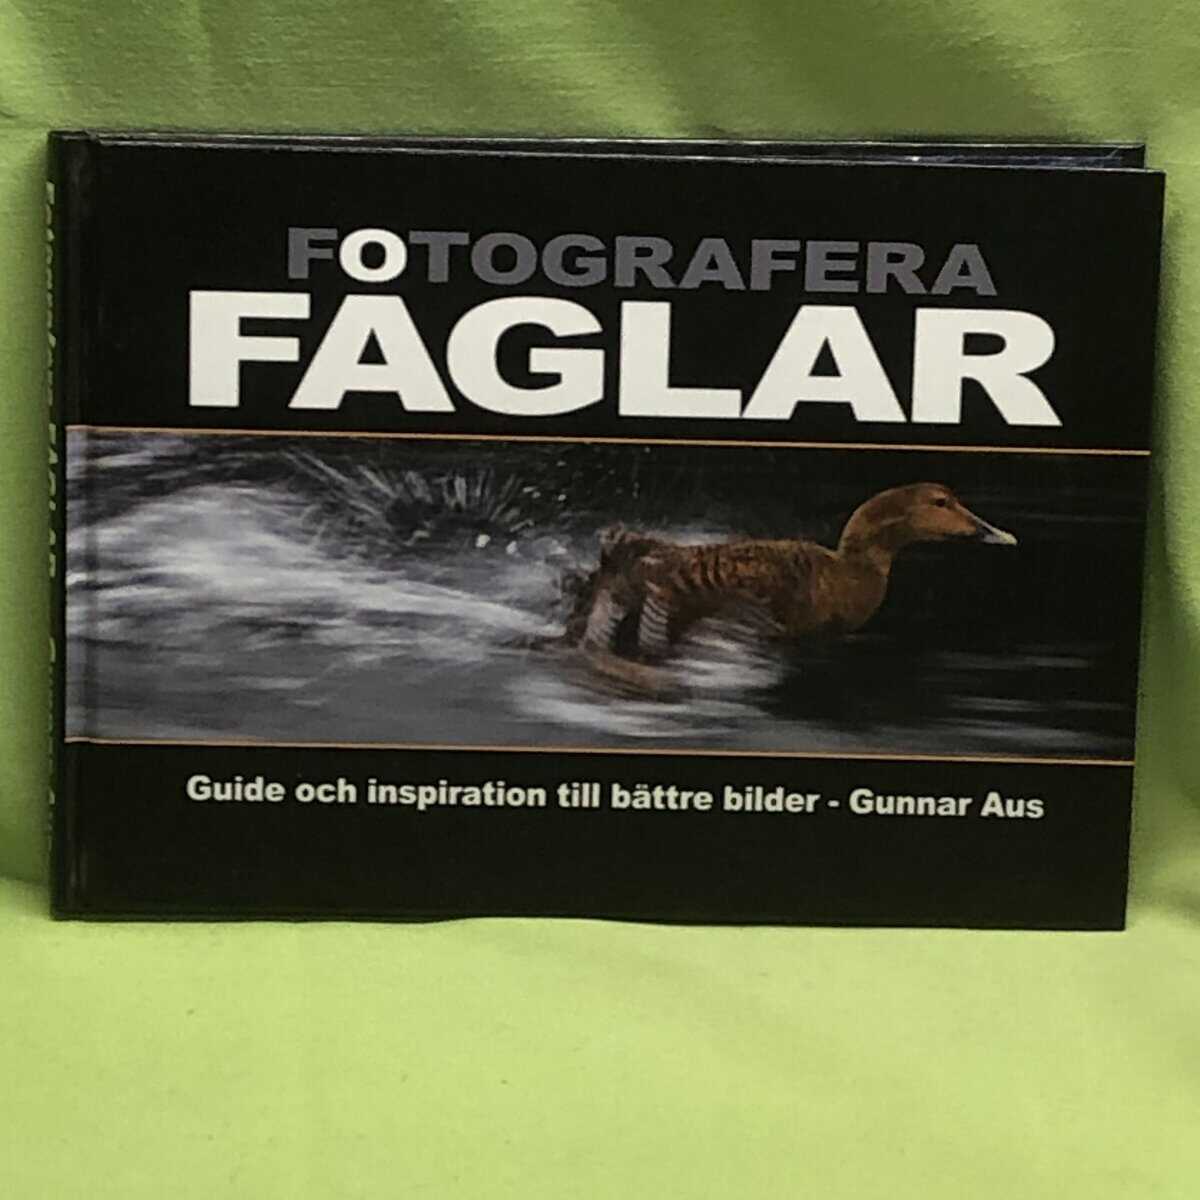 FOTOGRAFERA
FÅGLAR
Guide och inspiration till bättre bilder - Gunnar Aus